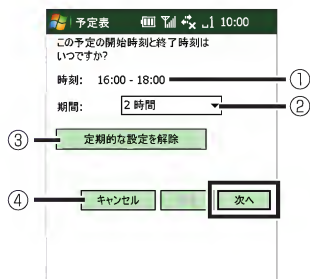 予定表 10:00
この予定の開始時刻と終了時刻は
いつですか?
時刻: 16:00 - 18:00 ①
期間: 2 時間 ②
③ 定期的な設定を解除
④ キャンセル 次へ